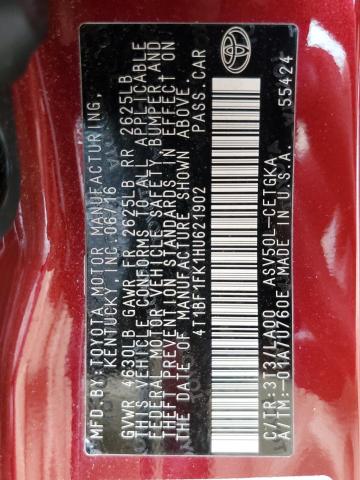 MFD. BY: TOYOTA MOTOR MANUFACTURING,
KENTUCKY, INC. 06/16
GVWR 4630LB GAWR FR 2625LB RR 2625LB
THIS VEHICLE CONFORMS TO ALL APPLICABLE
FEDERAL MOTOR VEHICLE SAFETY, BUMPER AND
THEFT PREVENTION STANDARDS IN EFFECT ON
THE DATE OF MANUFACTURE SHOWN ABOVE.
4T1BF1FK1HU621902 PASS.CAR
C/TR:3T3/LA00 ASV50L-CETGKA
A/TM:-01A/U760E MADE IN U.S.A. 55424